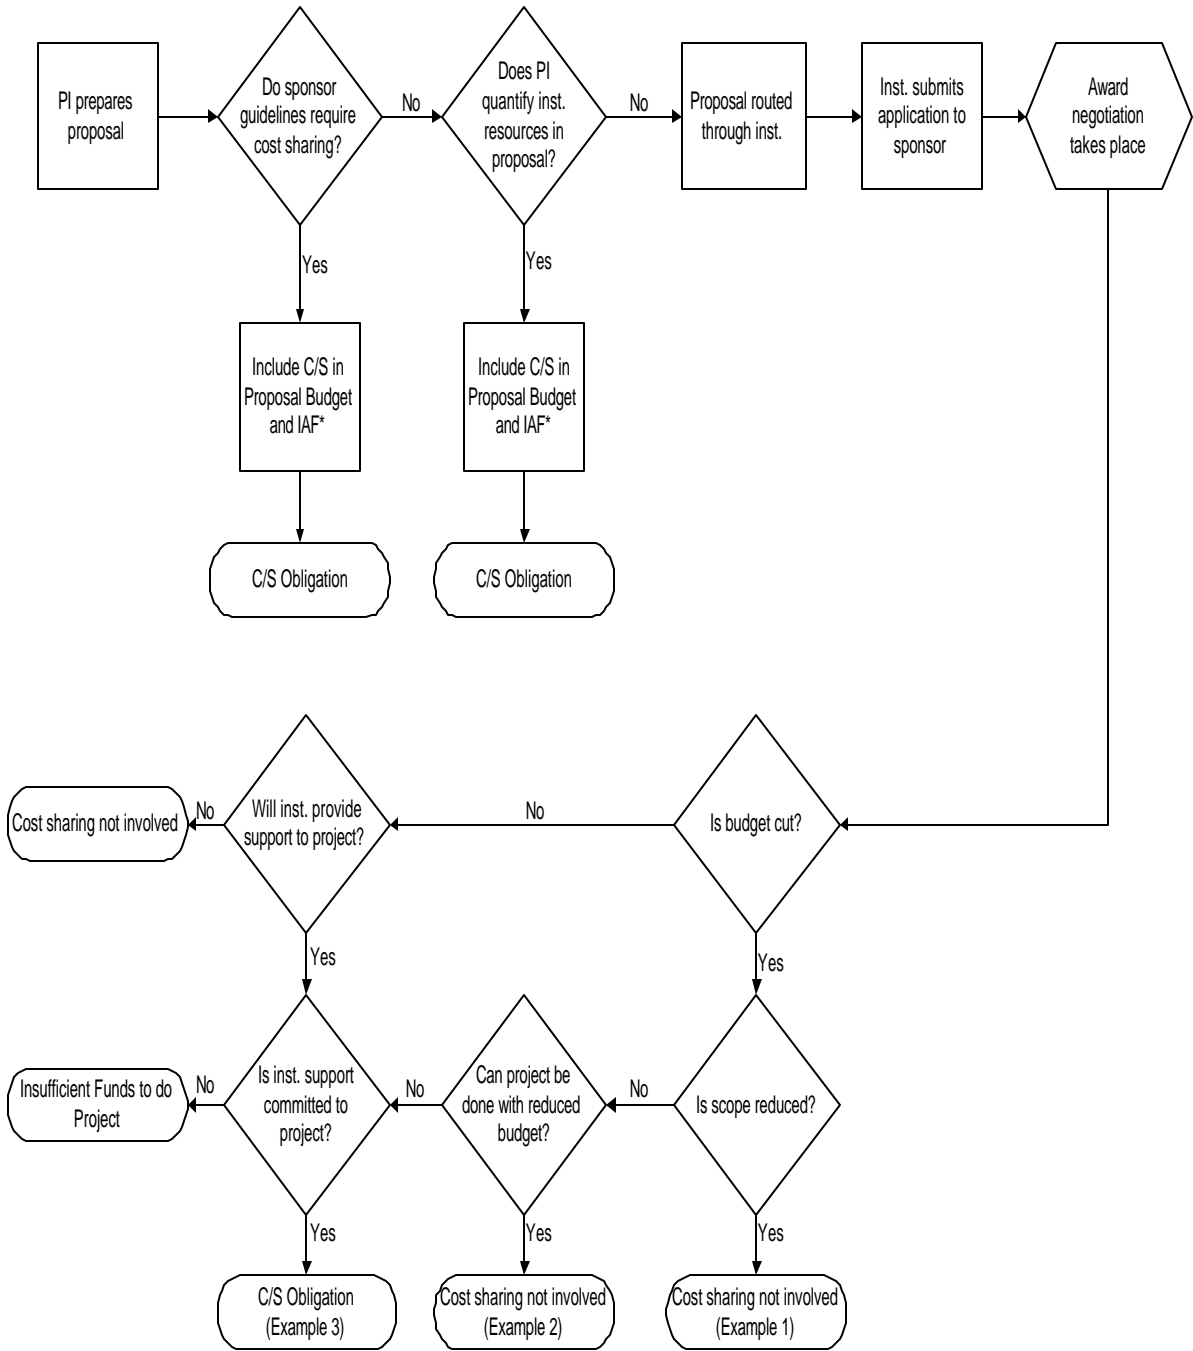 PI prepares
proposal
Do sponsor
guidelines require
cost sharing?
No
Does PI
quantify inst.
resources in
proposal?
No
Proposal routed
through inst.
Inst. submits
application to
sponsor
Award
negotiation
takes place
Yes
Yes
Include C/S in
Proposal Budget
and IAF*
Include C/S in
Proposal Budget
and IAF*
C/S Obligation
C/S Obligation
Cost sharing not involved
No
Will inst. provide
support to project?
No
Is budget cut?
Yes
Yes
Insufficient Funds to do
Project
No
Is inst. support
committed to
project?
No
Can project be
done with reduced
budget?
No
Is scope reduced?
Yes
Yes
Yes
C/S Obligation
(Example 3)
Cost sharing not involved
(Example 2)
Cost sharing not involved
(Example 1)